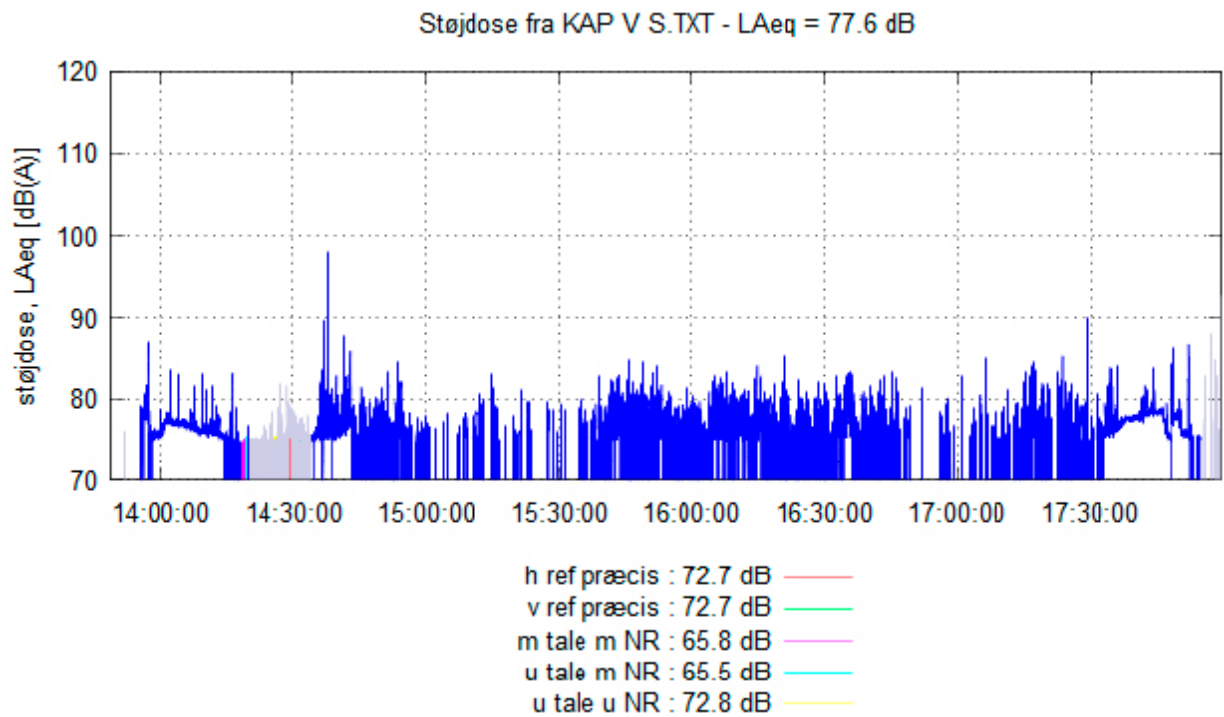 Støjdose fra KAP V S.TXT - LAeq = 77.6 dB
støjdose, LAeq [dB(A)]
120
110
100
90
80
70
14:00:00 14:30:00 15:00:00 15:30:00 16:00:00 16:30:00 17:00:00 17:30:00
h ref præcis : 72.7 dB
v ref præcis : 72.7 dB
m tale m NR : 65.8 dB
u tale m NR : 65.5 dB
u tale u NR : 72.8 dB